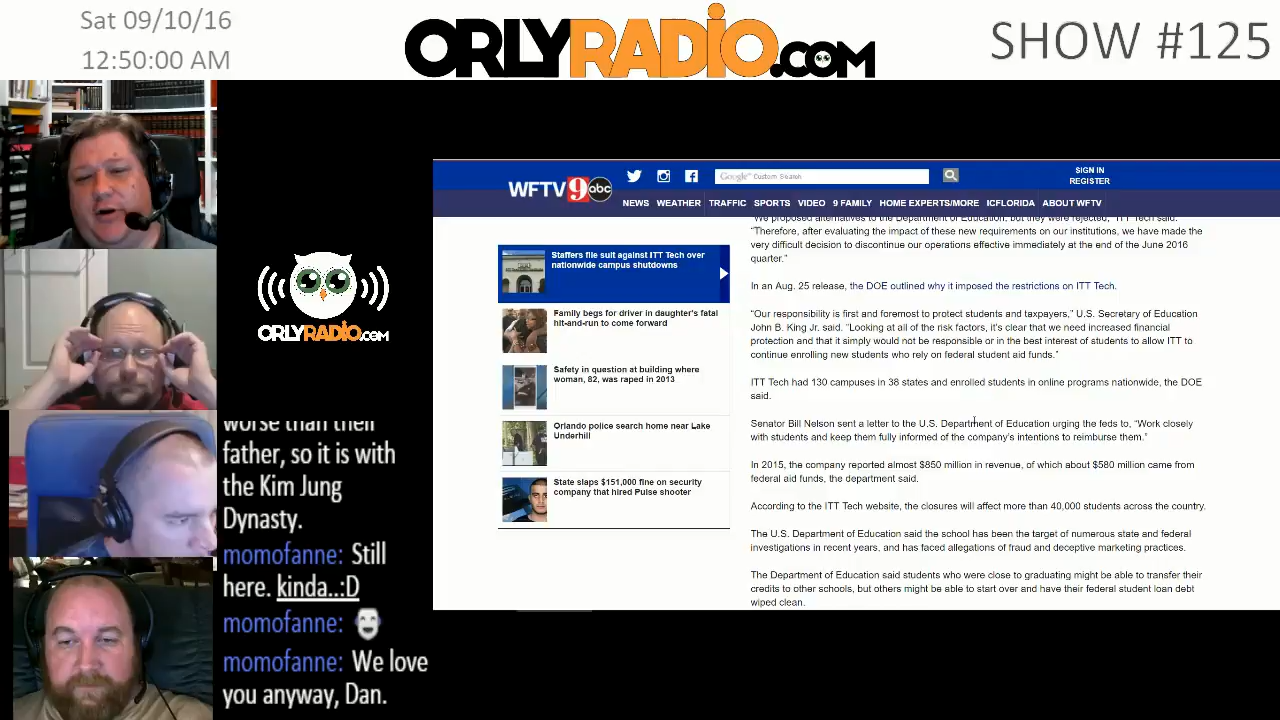 Sat 09/10/16
12:50:00 AM
ORLYRADiO.COM
SHOW #125
ORLYRADiO.COM
worse than their
father, so it is with
the Kim Jung
Dynasty.
momofanne: Still
here. kinda..:D
momofanne:
momofanne: We love
you anyway, Dan.
WFTV 9 abc
Google Custom Search
SIGN IN
REGISTER
NEWS WEATHER TRAFFIC SPORTS VIDEO 9 FAMILY HOME EXPERTS/MORE ICFLORIDA ABOUT WFTV
Staffers file suit against ITT Tech over
nationwide campus shutdowns
Family begs for driver in daughter's fatal
hit-and-run to come forward
Safety in question at building where
woman, 82, was raped in 2013
Orlando police search home near Lake
Underhill
State slaps $151,000 fine on security
company that hired Pulse shooter
"We proposed alternatives to the Department of Education, but they were rejected," ITT Tech said.
"Therefore, after evaluating the impact of these new requirements on our institutions, we have made the
very difficult decision to discontinue our operations effective immediately at the end of the June 2016
quarter."
In an Aug. 25 release, the DOE outlined why it imposed the restrictions on ITT Tech.
"Our responsibility is first and foremost to protect students and taxpayers," U.S. Secretary of Education
John B. King Jr. said. "Looking at all of the risk factors, it's clear that we need increased financial
protection and that it simply would not be responsible or in the best interest of students to allow ITT to
continue enrolling new students who rely on federal student aid funds."
ITT Tech had 130 campuses in 38 states and enrolled students in online programs nationwide, the DOE
said.
Senator Bill Nelson sent a letter to the U.S. Department of Education urging the feds to, "Work closely
with students and keep them fully informed of the company's intentions to reimburse them."
In 2015, the company reported almost $850 million in revenue, of which about $580 million came from
federal aid funds, the department said.
According to the ITT Tech website, the closures will affect more than 40,000 students across the country.
The U.S. Department of Education said the school has been the target of numerous state and federal
investigations in recent years, and has faced allegations of fraud and deceptive marketing practices.
The Department of Education said students who were close to graduating might be able to transfer their
credits to other schools, but others might be able to start over and have their federal student loan debt
wiped clean.